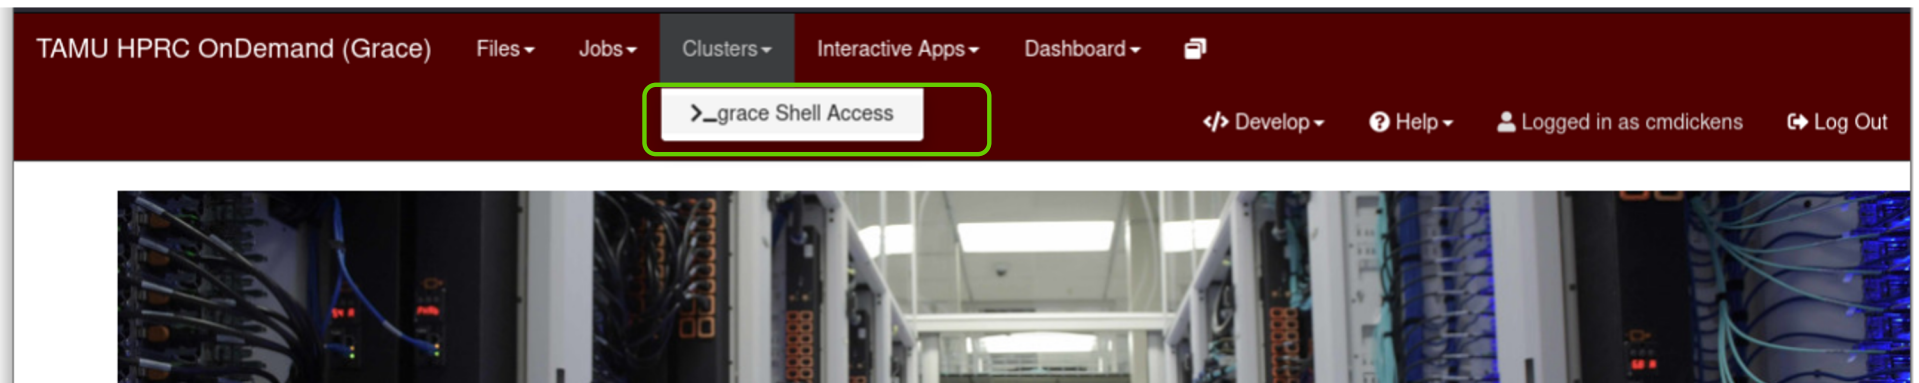 TAMU HPRC OnDemand (Grace) Files Jobs Clusters Interactive Apps Dashboard
>_grace Shell Access
</> Develop Help Logged in as cmdickens Log Out